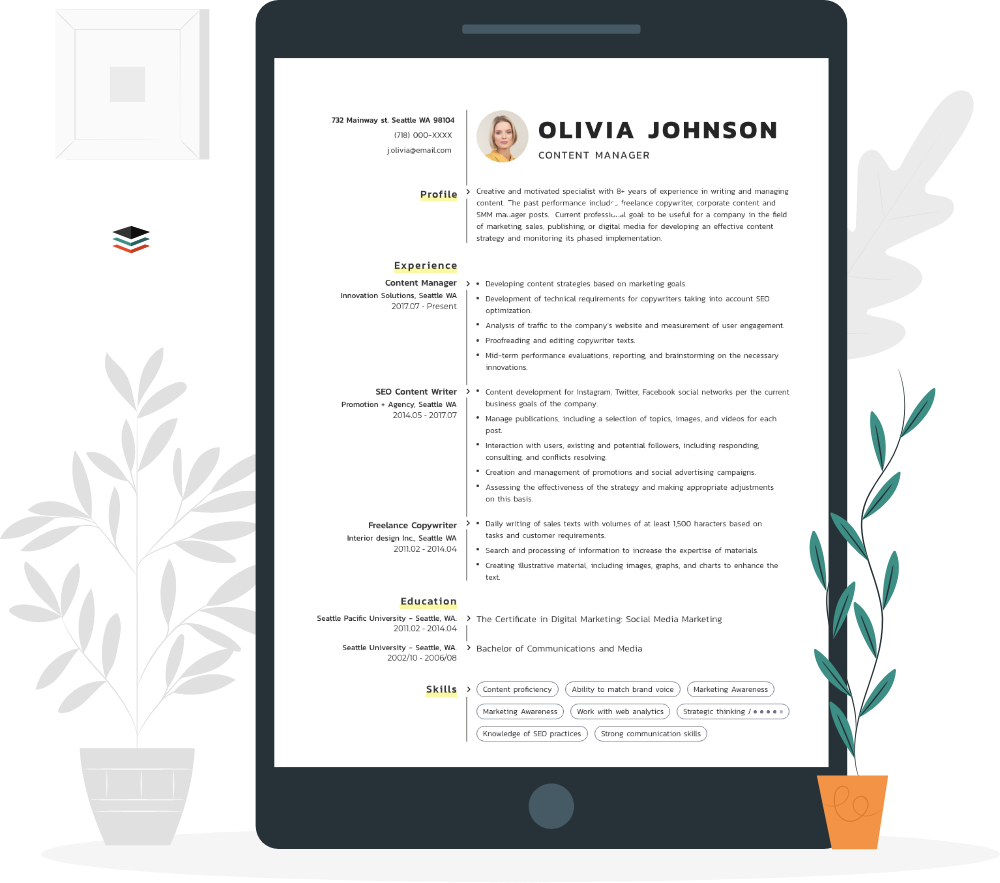 732 Mainway st. Seattle WA 98104
(718) 000-XXXX
j.olivia@email.com
OLIVIA JOHNSON
CONTENT MANAGER
Profile
Creative and motivated specialist with 8+ years of experience in writing and managing
content. The past performance freelance copywriter, corporate content and
SMM posts. Current goal: to be useful for a company in the field
of marketing, sales, publishing, or digital media for developing an effective content
strategy and monitoring its phased implementation.
Experience
Content Manager
Innovation Solutions, Seattle WA
2017.07 - Present
• Developing content strategies based on marketing goals.
• Development of technical requirements for copywriters taking into account SEO
optimization.
• Analysis of traffic to the company's website and measurement of user engagement.
• Proofreading and editing copywriter texts.
• Mid-term performance evaluations, reporting, and brainstorming on the necessary
innovations.
SEO Content Writer
Promotion + Agency, Seattle WA
2014.05 - 2017.07
• Content development for Instagram, Twitter, Facebook social networks per the current
business goals of the company.
• Manage publications, including a selection of topics, images, and videos for each
post.
• Interaction with users, existing and potential followers, including responding,
consulting, and conflicts resolving.
• Creation and management of promotions and social advertising campaigns.
• Assessing the effectiveness of the strategy and making appropriate adjustments
on this basis.
Freelance Copywriter
Interior design Inc., Seattle WA
2011.02 - 2014.04
• Daily writing of sales texts with volumes of at least 1,500 haracters based on
tasks and customer requirements.
• Search and processing of information to increase the expertise of materials.
• Creating illustrative material, including images, graphs, and charts to enhance the
text.
Education
Seattle Pacific University - Seattle, WA.
2011.02 - 2014.04
The Certificate in Digital Marketing: Social Media Marketing
Seattle University - Seattle, WA.
2002/10 - 2006/08
Bachelor of Communications and Media
Skills
Content proficiency
Ability to match brand voice
Marketing Awareness
Marketing Awareness
Work with web analytics
Strategic thinking /
Knowledge of SEO practices
Strong communication skills